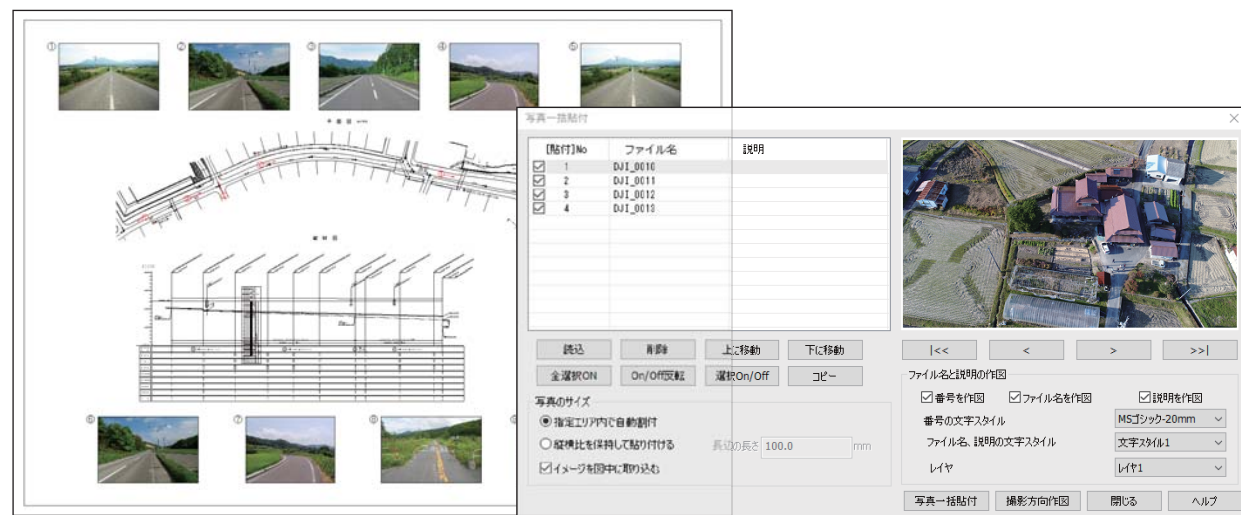 ① ② ③ ④ ⑤
平面図
縦断図
⑥ ⑦ ⑧
写真一括貼付
[貼付]No ファイル名 説明
1 DJI_0010
2 DJI_0011
3 DJI_0012
4 DJI_0013
読込 削除 上に移動 下に移動
全選択ON On/Off反転 選択On/Off コピー
写真のサイズ
指定エリア内で自動割付
縦横比を保持して貼り付ける 長辺の長さ 100.0 mm
イメージを図中に取り込む
|<< < > >>|
ファイル名と説明の作図
番号を作図 ファイル名を作図 説明を作図
番号の文字スタイル MSゴシック-20mm
ファイル名、説明の文字スタイル 文字スタイル1
レイヤ レイヤ1
写真一括貼付 撮影方向作図 閉じる ヘルプ